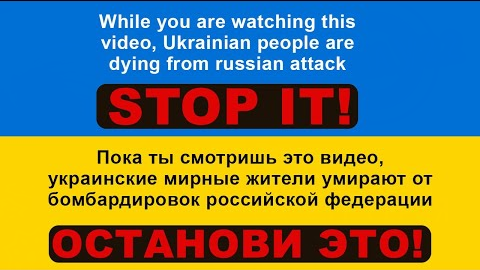 While you are watching this
video, Ukrainian people are
dying from russian attack
STOP IT!
Пока ты смотришь это видео,
украинские мирные жители умирают от
бомбардировок российской федерации
ОСТАНОВИ ЭТО!